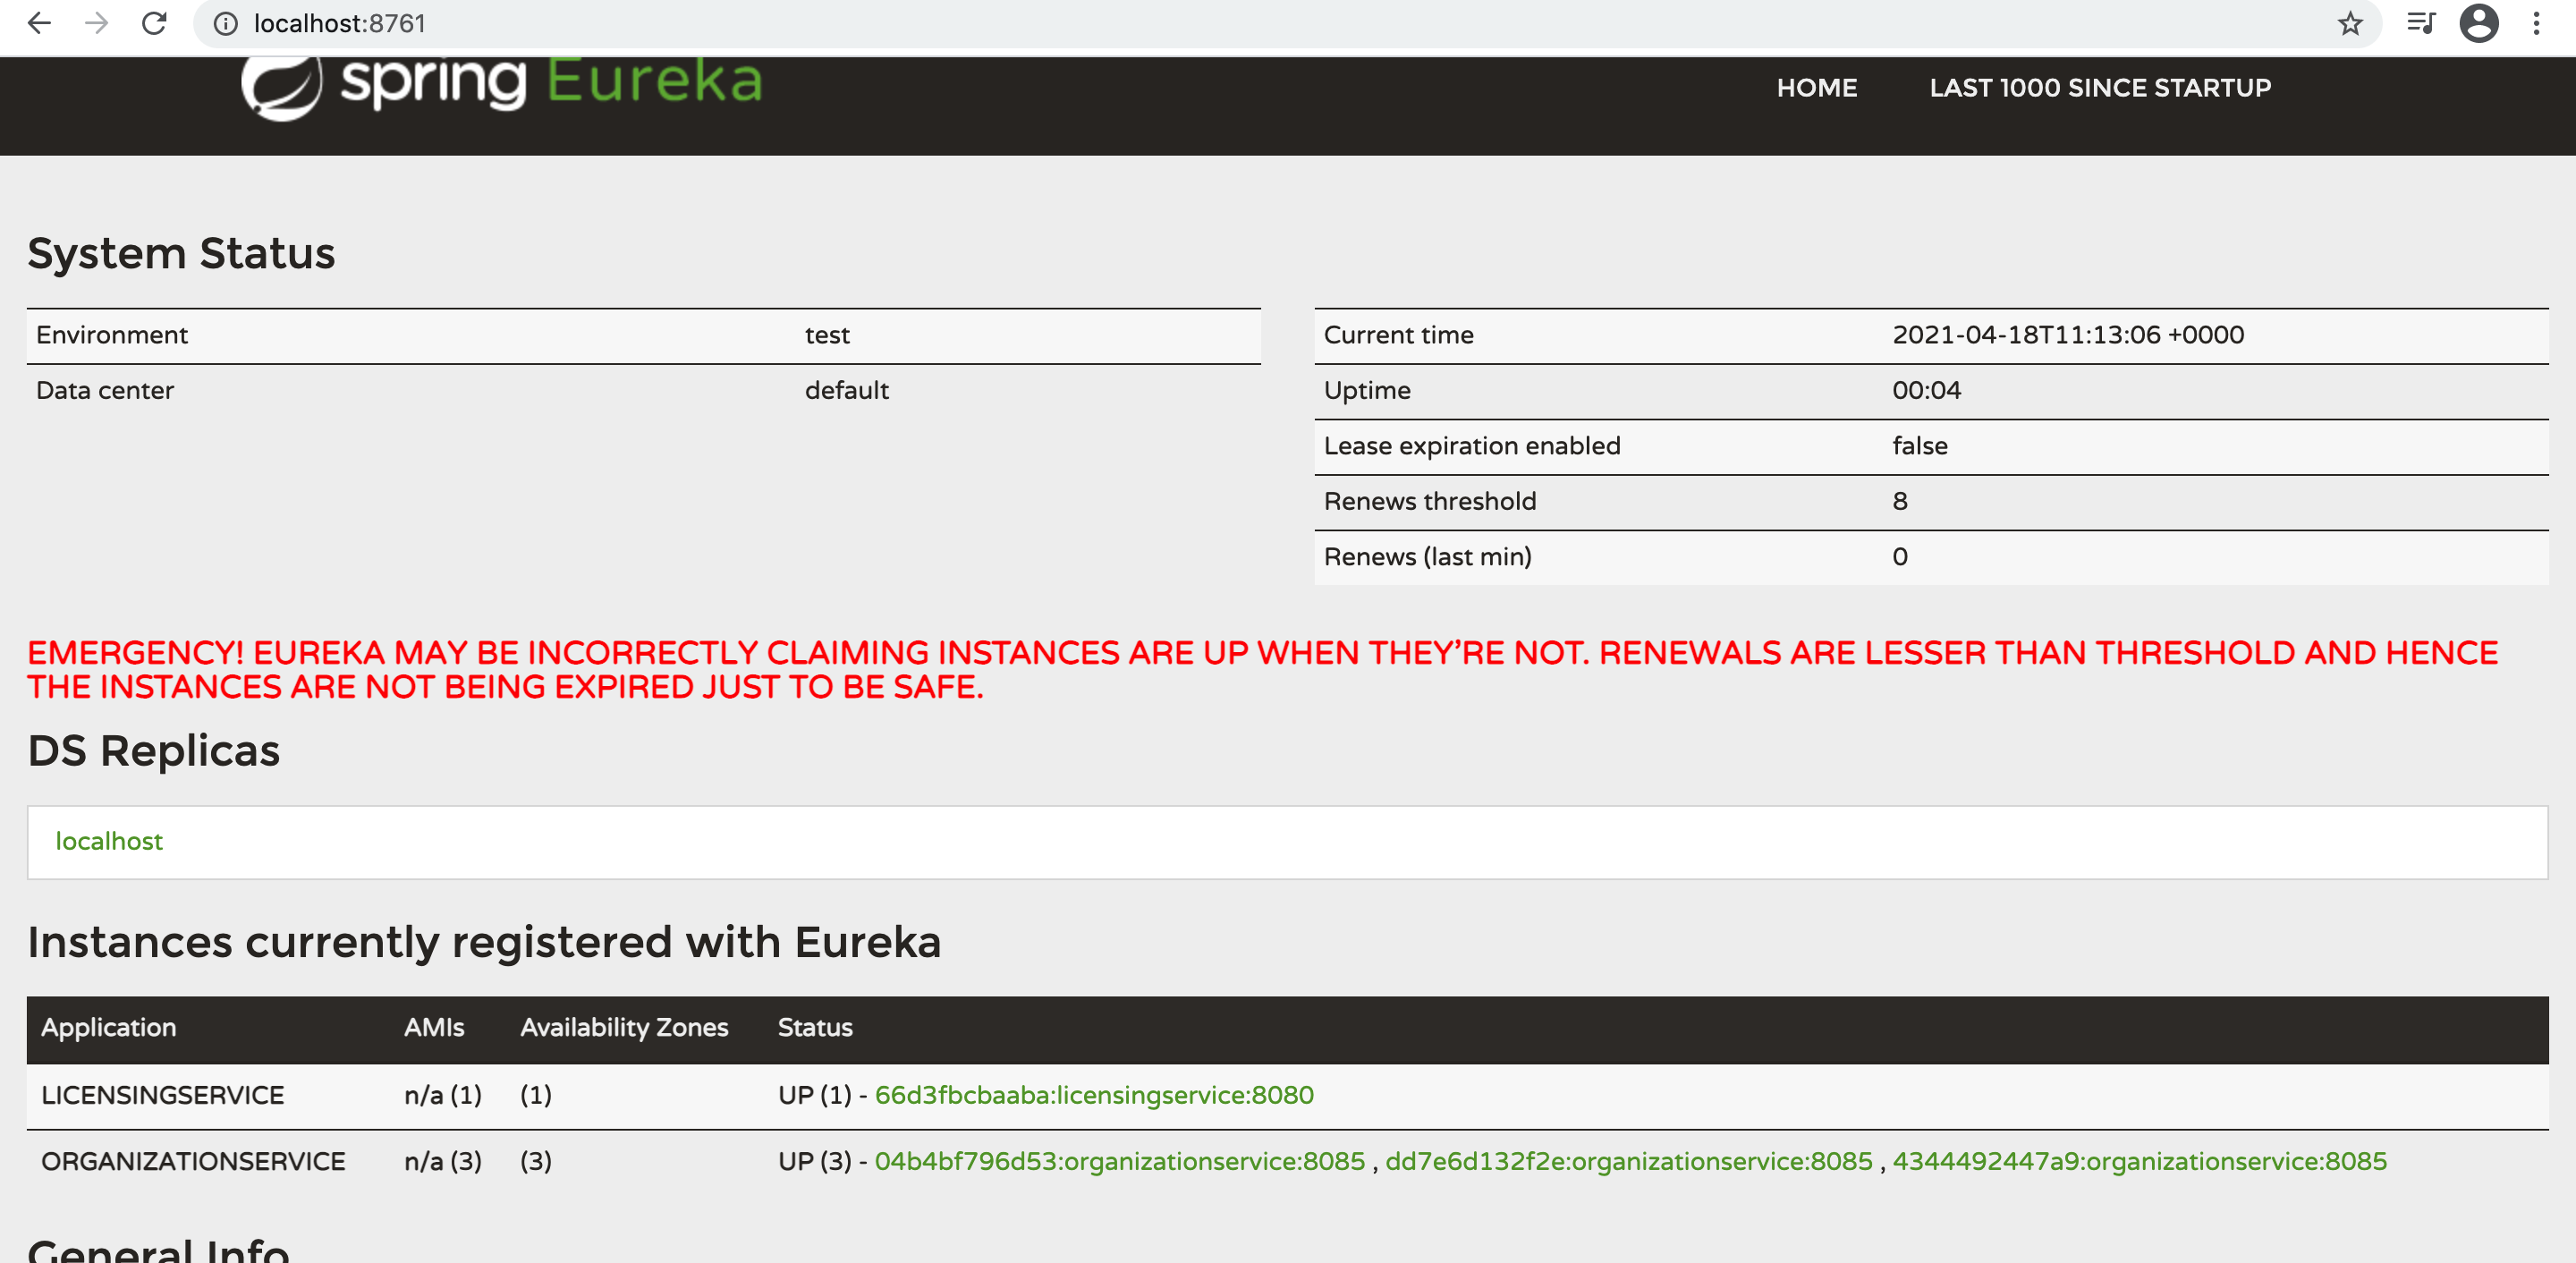 localhost:8761
spring Eureka
HOME LAST 1000 SINCE STARTUP
System Status
Environment test
Data center default
Current time 2021-04-18T11:13:06 +0000
Uptime 00:04
Lease expiration enabled false
Renews threshold 8
Renews (last min) 0
EMERGENCY! EUREKA MAY BE INCORRECTLY CLAIMING INSTANCES ARE UP WHEN THEY'RE NOT. RENEWALS ARE LESSER THAN THRESHOLD AND HENCE
THE INSTANCES ARE NOT BEING EXPIRED JUST TO BE SAFE.
DS Replicas
localhost
Instances currently registered with Eureka
Application AMIs Availability Zones Status
LICENSINGSERVICE n/a (1) (1) UP (1) - 66d3fbcbaaba:licensingservice:8080
ORGANIZATIONSERVICE n/a (3) (3) UP (3) - 04b4bf796d53:organizationservice:8085 , dd7e6d132f2e:organizationservice:8085 , 4344492447a9:organizationservice:8085
General Info